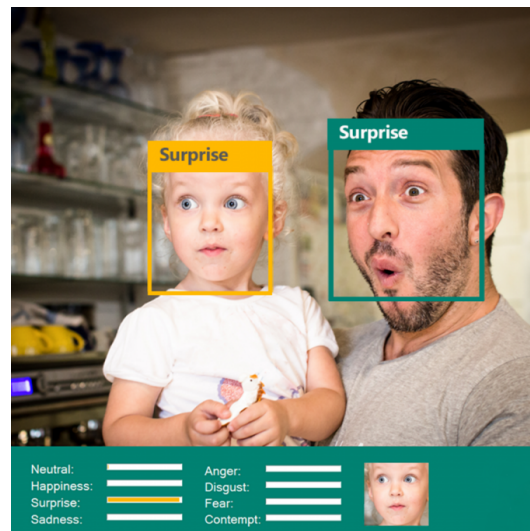 Surprise
Surprise
Neutral:
Happiness:
Surprise:
Sadness:
Anger:
Disgust:
Fear:
Contempt: